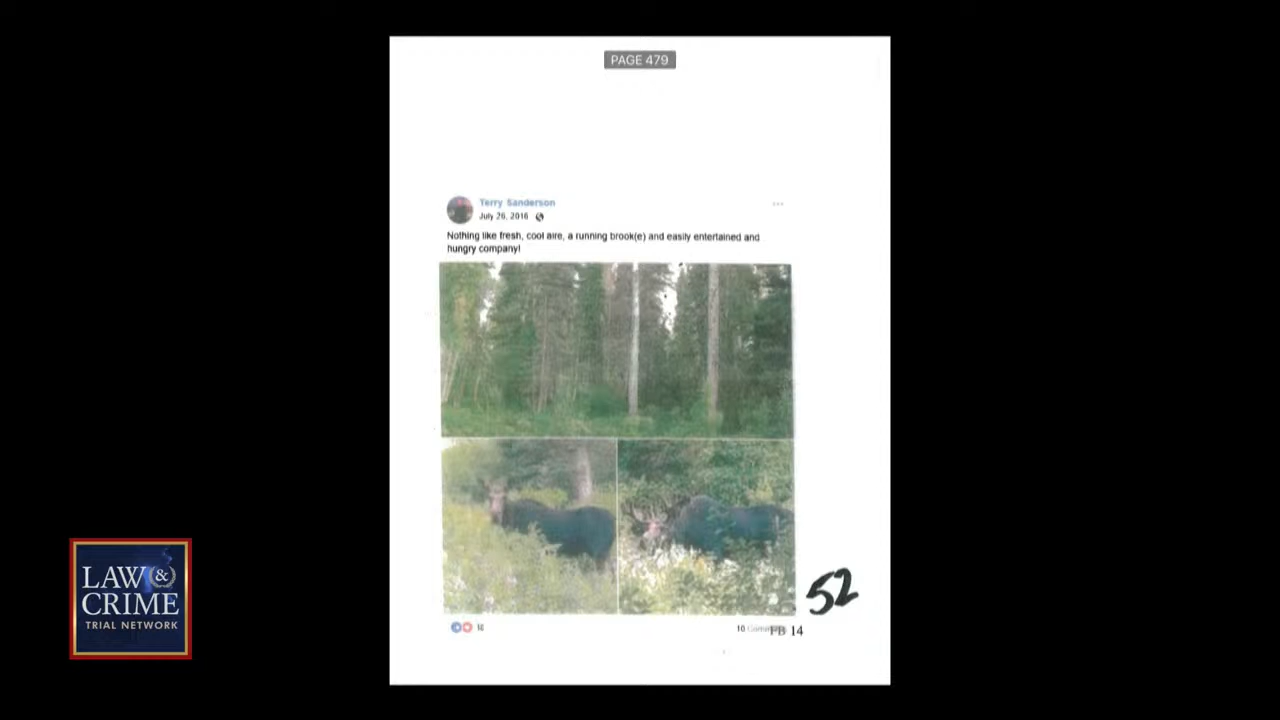 PAGE 479
Terry Sanderson
July 26, 2016
Nothing like fresh, cool aire, a running brook(e) and easily entertained and
hungry company!
52
10
FB 14
LAW &
CRIME
TRIAL NETWORK